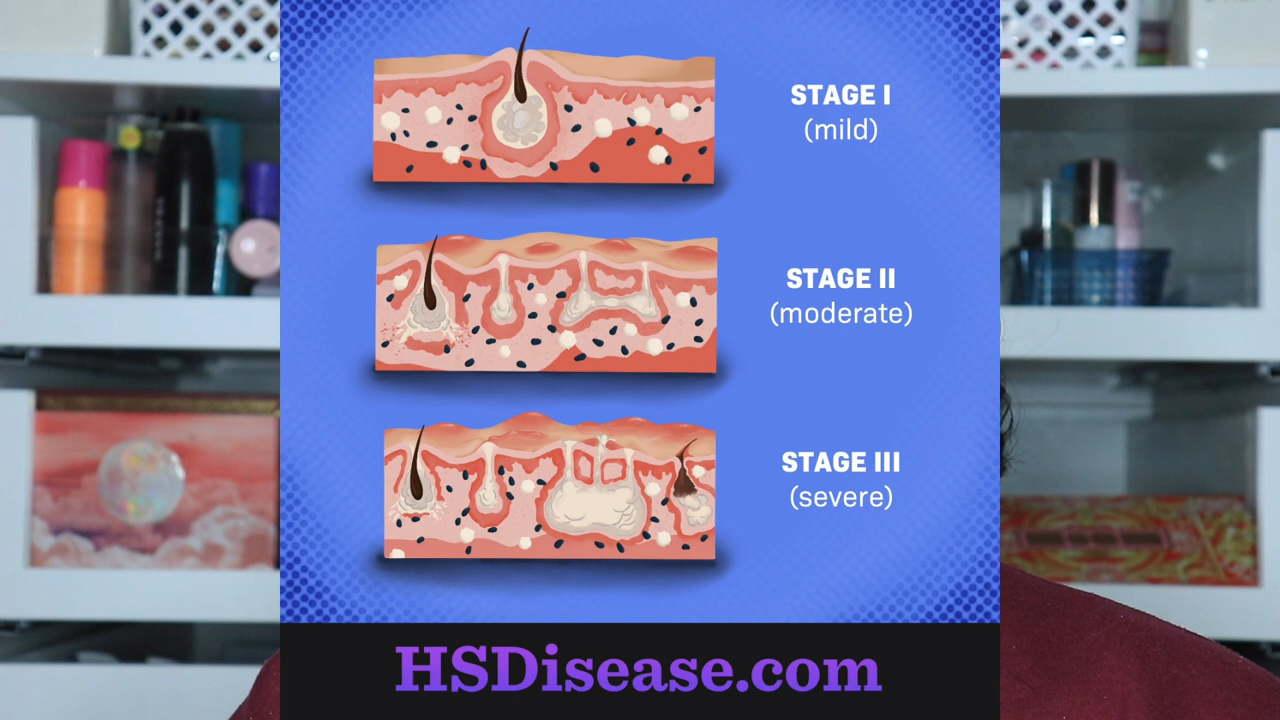 STAGE I
(mild)
STAGE II
(moderate)
STAGE III
(severe)
HSDisease.com